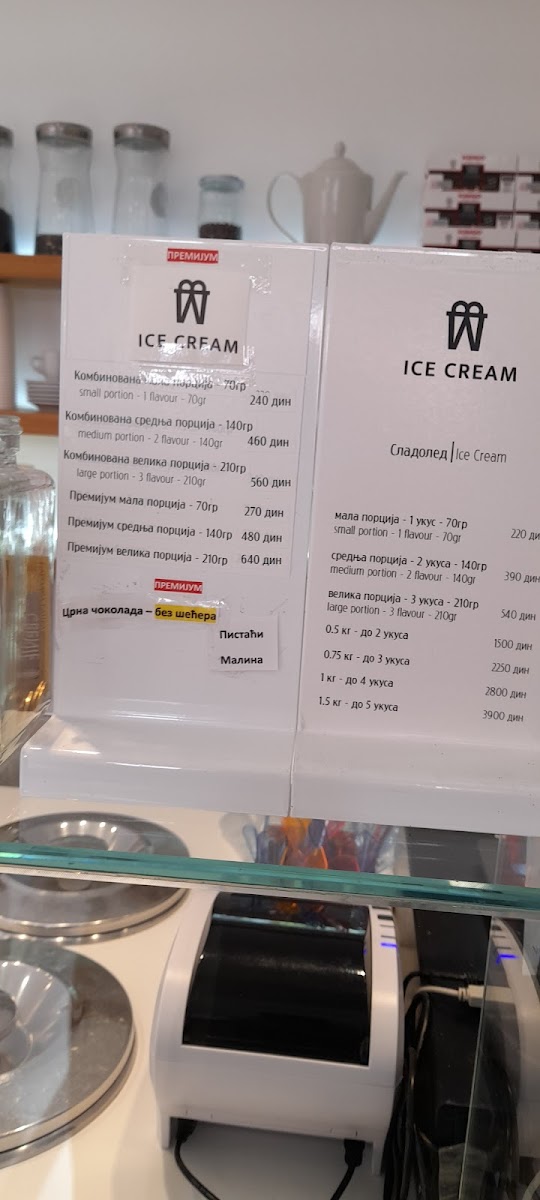 ПРЕМИЈУМ
ICE CREAM
Комбинована мала порција - 70гр
small portion - 1 flavour - 70gr
240 дин
Комбинована средња порција - 140гр
medium portion - 2 flavour - 140gr
460 дин
Комбинована велика порција - 210гр
large portion - 3 flavour - 210gr
560 дин
Премијум мала порција - 70гр 270 дин
Премијум средња порција - 140гр 480 дин
Премијум велика порција - 210гр 640 дин
ПРЕМИЈУМ
Црна чоколада – без шећера
Пистаћи
Малина
ICE CREAM
Сладолед | Ice Cream
мала порција - 1 укус - 70гр
small portion - 1 flavour - 70gr
220 ди
средња порција - 2 укуса - 140гр
medium portion - 2 flavour - 140gr
390 дин
велика порција - 3 укуса - 210гр
large portion - 3 flavour - 210gr
540 дин
0.5 кг - до 2 укуса 1500 дин
0.75 кг - до 3 укуса 2250 дин
1 кг - до 4 укуса 2800 дин
1.5 кг - до 5 укуса 3900 дин